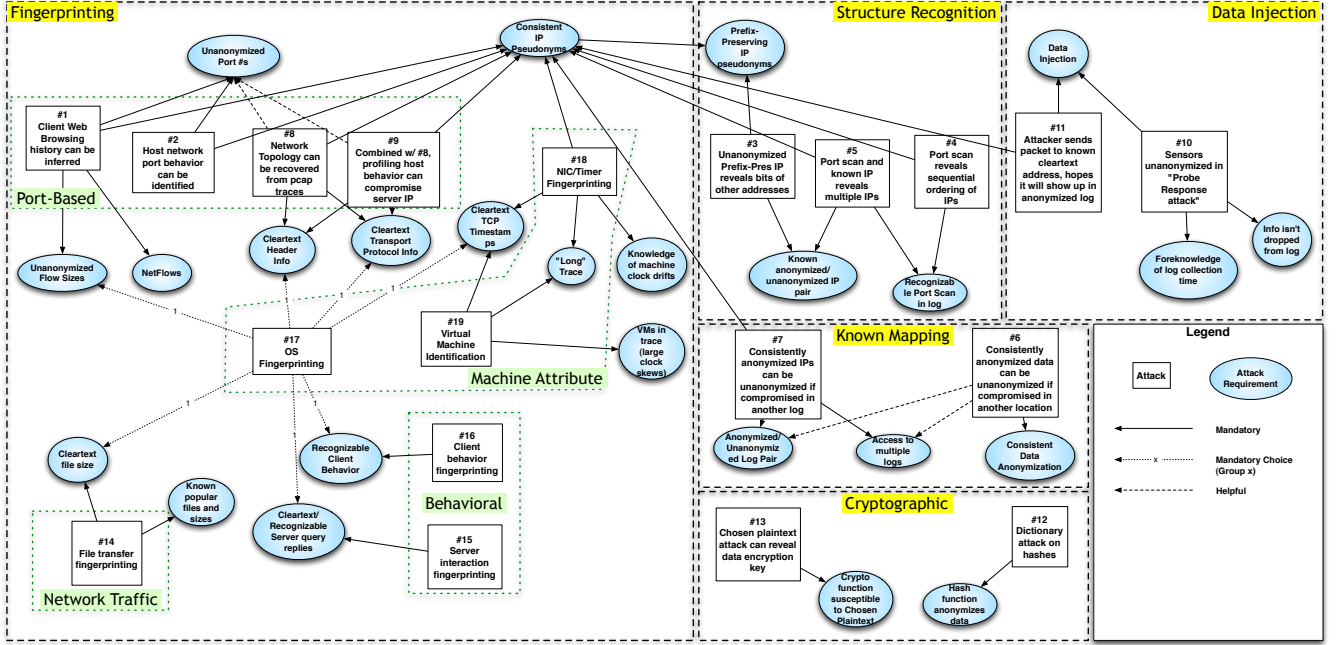 Fingerprinting
Unanonymized
Port #s
Consistent
IP
Pseudonyms
#1
Client Web
Browsing
history can be
inferred
#2
Host network
port behavior
can be
identified
#8
Network
Topology can
be recovered
from pcap
traces
#9
Combined w/ #8,
profiling host
behavior can
compromise
server IP
Port-Based
#18
NIC/Timer
Fingerprinting
Unanonymized
Flow Sizes
NetFlows
Cleartext
Header
Info
Cleartext
Transport
Protocol Info
Cleartext
TCP
Timestam
ps
"Long"
Trace
Knowledge
of machine
clock drifts
1
1
1
1
#17
OS
Fingerprinting
#19
Virtual
Machine
Identification
VMs in
trace (large
clock
skews)
Machine Attribute
1
1
1
Cleartext
file size
Recognizable
Client
Behavior
#16
Client
behavior
fingerprinting
Behavioral
Known
popular
files and
sizes
Cleartext/
Recognizable
Server query
replies
#15
Server
interaction
fingerprinting
#14
File transfer
fingerprinting
Network Traffic
Structure Recognition
Prefix-
Preserving
IP
pseudonyms
#3
Unanonymized
Prefix-Pres IP
reveals bits of
other addresses
#5
Port scan and
known IP
reveals
multiple IPs
#4
Port scan
reveals
sequential
ordering of
IPs
Known
anonymized/
unanonymized IP
pair
Recognizab
le Port Scan
in log
Data Injection
Data
Injection
#11
Attacker sends
packet to known
cleartext
address, hopes
it will show up in
anonymized log
#10
Sensors
unanonymized in
"Probe
Response
attack"
Foreknowledge
of log collection
time
Info isn't
dropped
from log
Known Mapping
#7
Consistently
anonymized IPs
can be
unanonymized if
compromised in
another log
#6
Consistently
anonymized data
can be
unanonymized if
compromised in
another location
Anonymized/
Unanonymiz
ed Log Pair
Access to
multiple
logs
Consistent
Data
Anonymization
Cryptographic
#13
Chosen plaintext
attack can reveal
data encryption
key
#12
Dictionary
attack on
hashes
Crypto
function
susceptible
to Chosen
Plaintext
Hash
function
anonymizes
data
Legend
Attack
Attack
Requirement
Mandatory
x
Mandatory Choice
(Group x)
Helpful